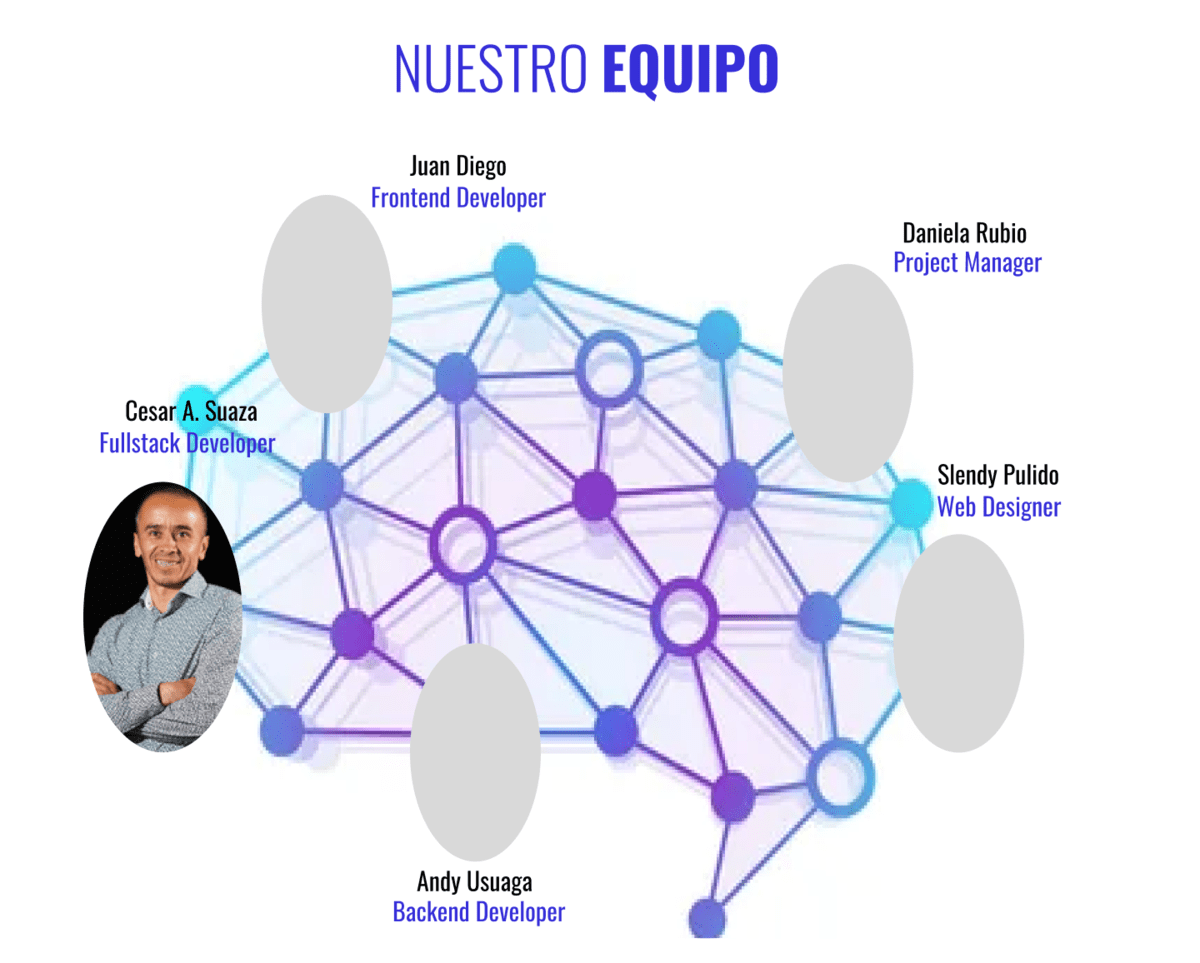 NUESTRO EQUIPO
Juan Diego
Frontend Developer
Daniela Rubio
Project Manager
Cesar A. Suaza
Fullstack Developer
Slendy Pulido
Web Designer
Andy Usuaga
Backend Developer